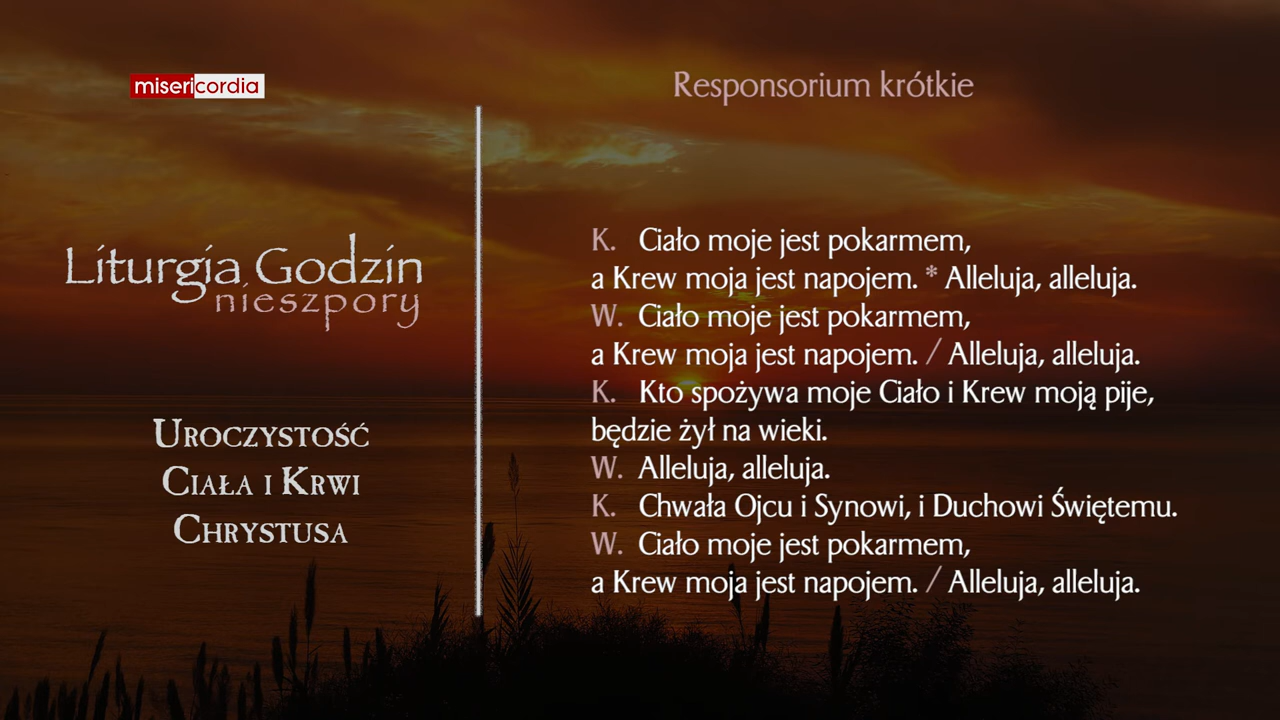 misericordia
Liturgia Godzin
nieszpory
Uroczystość
Ciała i Krwi
Chrystusa
Responsorium krótkie
K. Ciało moje jest pokarmem,
a Krew moja jest napojem. * Alleluja, alleluja.
W. Ciało moje jest pokarmem,
a Krew moja jest napojem. / Alleluja, alleluja.
K. Kto spożywa moje Ciało i Krew moją pije,
będzie żył na wieki.
W. Alleluja, alleluja.
K. Chwała Ojcu i Synowi, i Duchowi Świętemu.
W. Ciało moje jest pokarmem,
a Krew moja jest napojem. / Alleluja, alleluja.